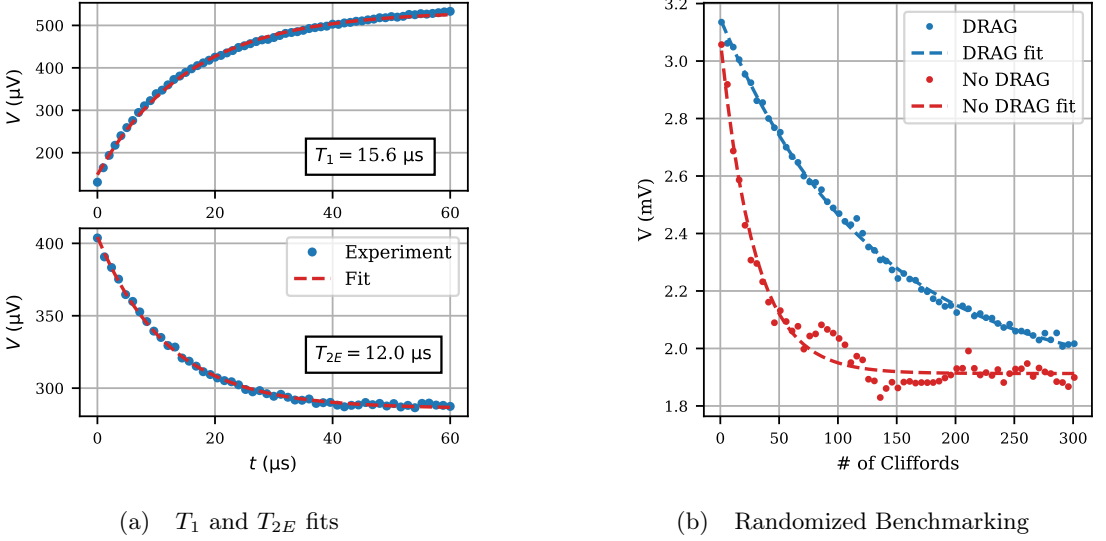 500
400
300
200
V (μV)
T₁ = 15.6 μs
0
20
40
60
400
350
300
V (μV)
Experiment
Fit
T₂E = 12.0 μs
0
20
40
60
t (μs)
(a) T₁ and T₂E fits
3.2
3.0
2.8
2.6
2.4
2.2
2.0
1.8
V (mV)
DRAG
DRAG fit
No DRAG
No DRAG fit
0
50
100
150
200
250
300
# of Cliffords
(b) Randomized Benchmarking